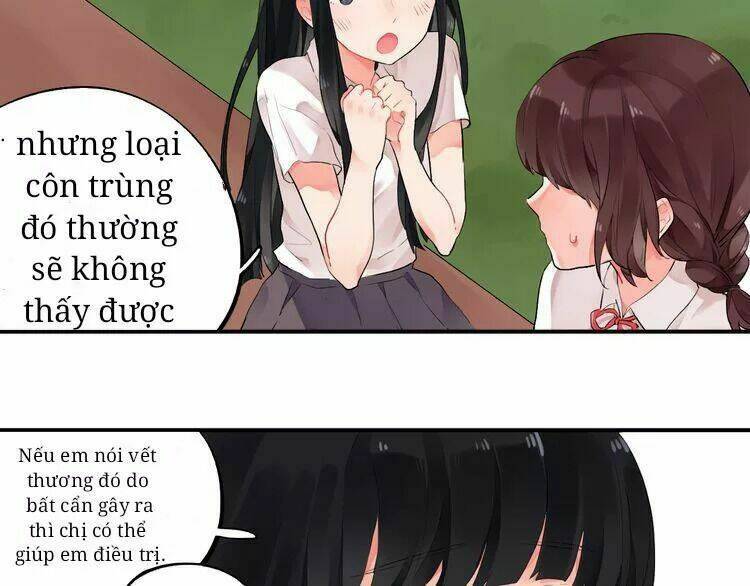 nhưng loại
côn trùng
đó thường
sẽ không
thấy được
Nếu em nói vết
thương đó do
bất cẩn gây ra
thì chị có thể
giúp em điều trị.